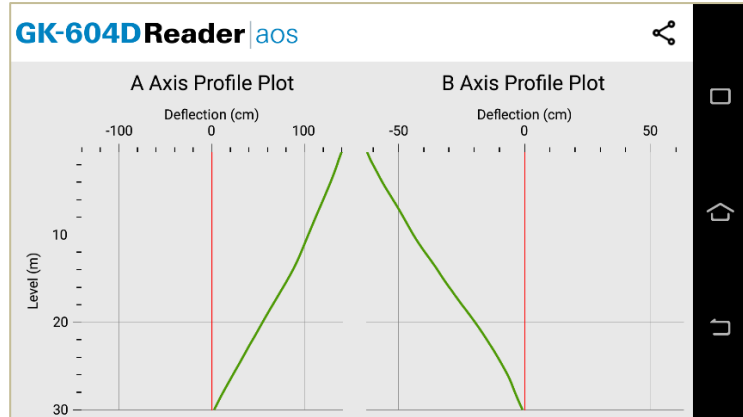 GK-604D Reader aos
A Axis Profile Plot
Deflection (cm)
-100 0 100
B Axis Profile Plot
Deflection (cm)
-50 0 50
Level (m)
10
20
30